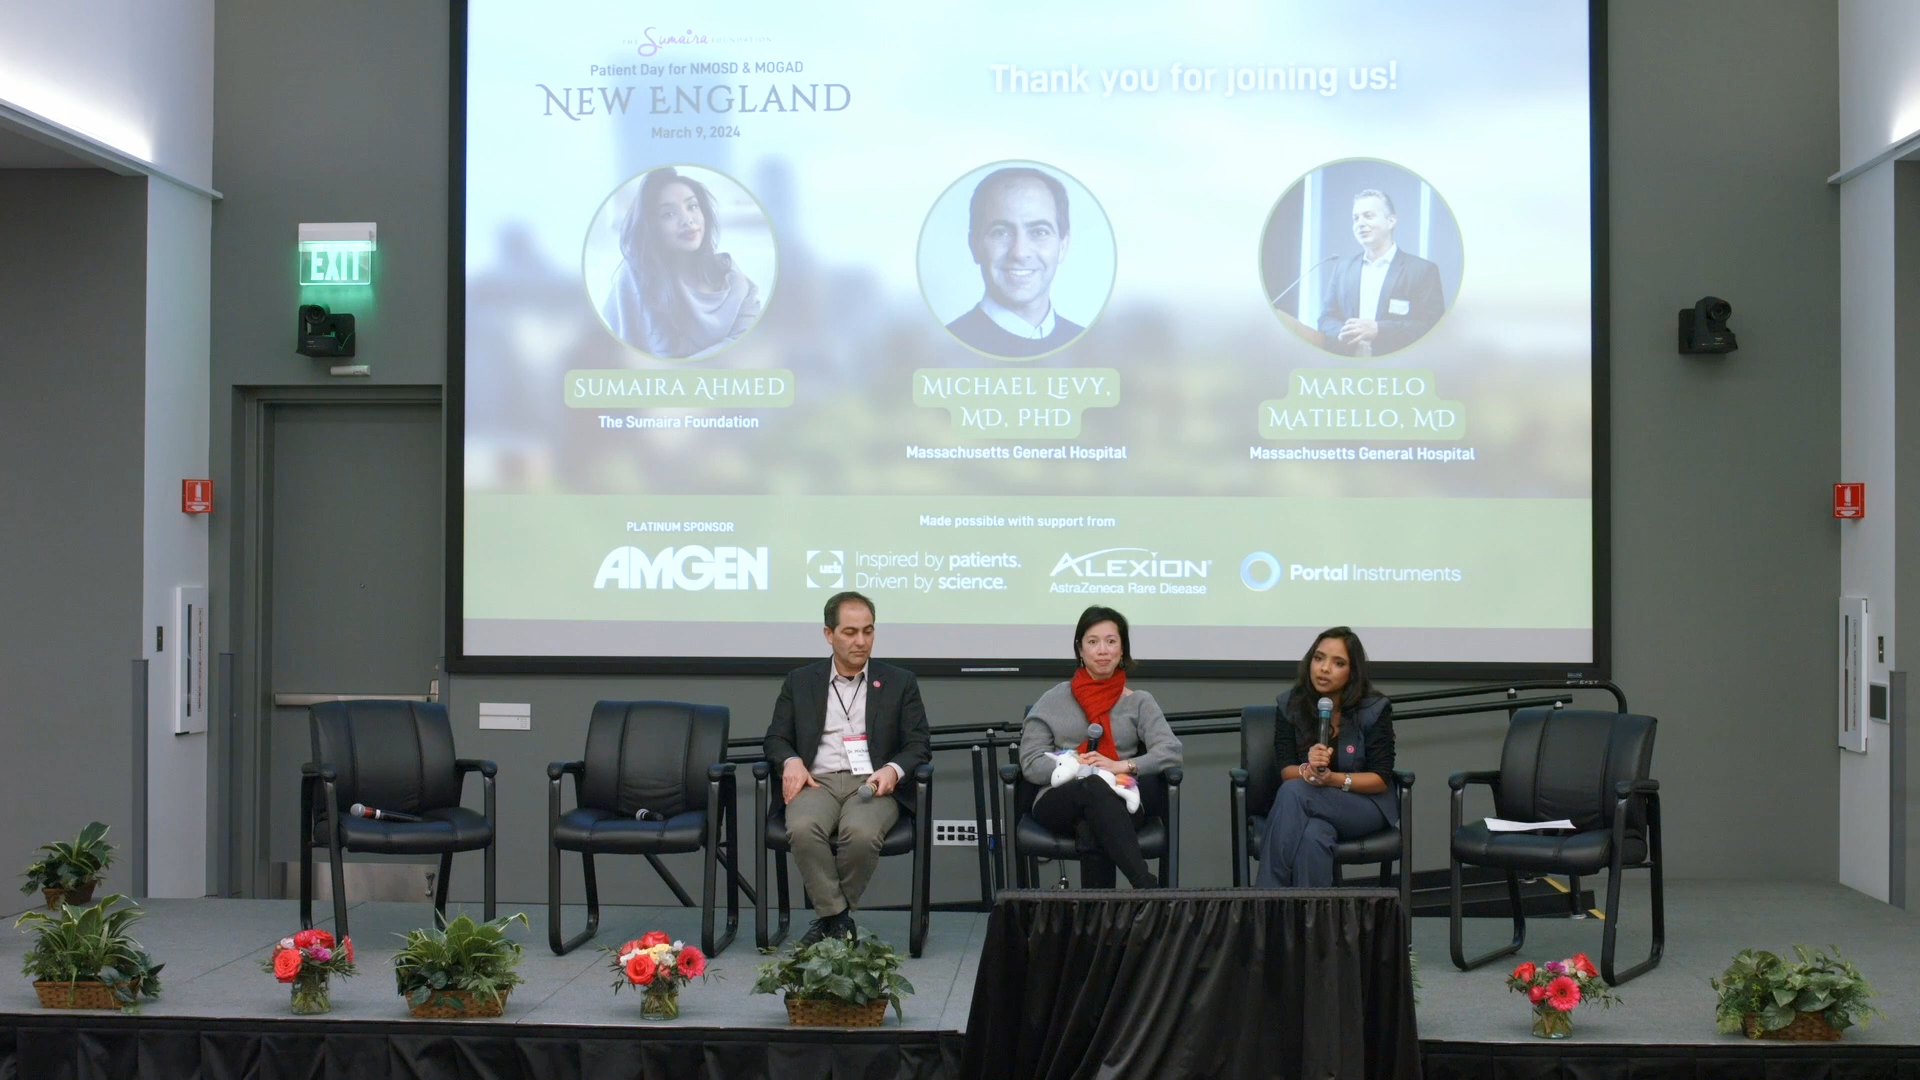 THE Sumaira FOUNDATION
Patient Day for NMOSD & MOGAD
NEW ENGLAND
March 9, 2024
Thank you for joining us!
EXIT
SUMAIRA AHMED
The Sumaira Foundation
MICHAEL LEVY,
MD, PHD
Massachusetts General Hospital
MARCELO
MATIELLO, MD
Massachusetts General Hospital
PLATINUM SPONSOR
AMGEN
Made possible with support from
ucb
Inspired by patients.
Driven by science.
ALEXION®
AstraZeneca Rare Disease
Portal Instruments
Dr. Michael